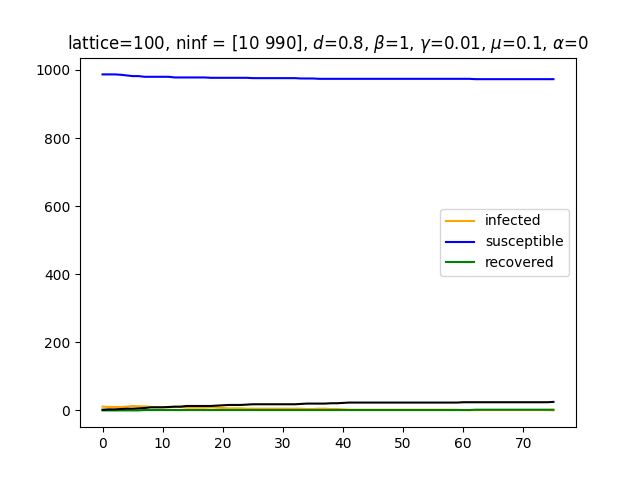 lattice=100, ninf = [10 990], d=0.8, β=1, γ=0.01, μ=0.1, α=0
1000
800
600
400
200
0
infected
susceptible
recovered
0 10 20 30 40 50 60 70